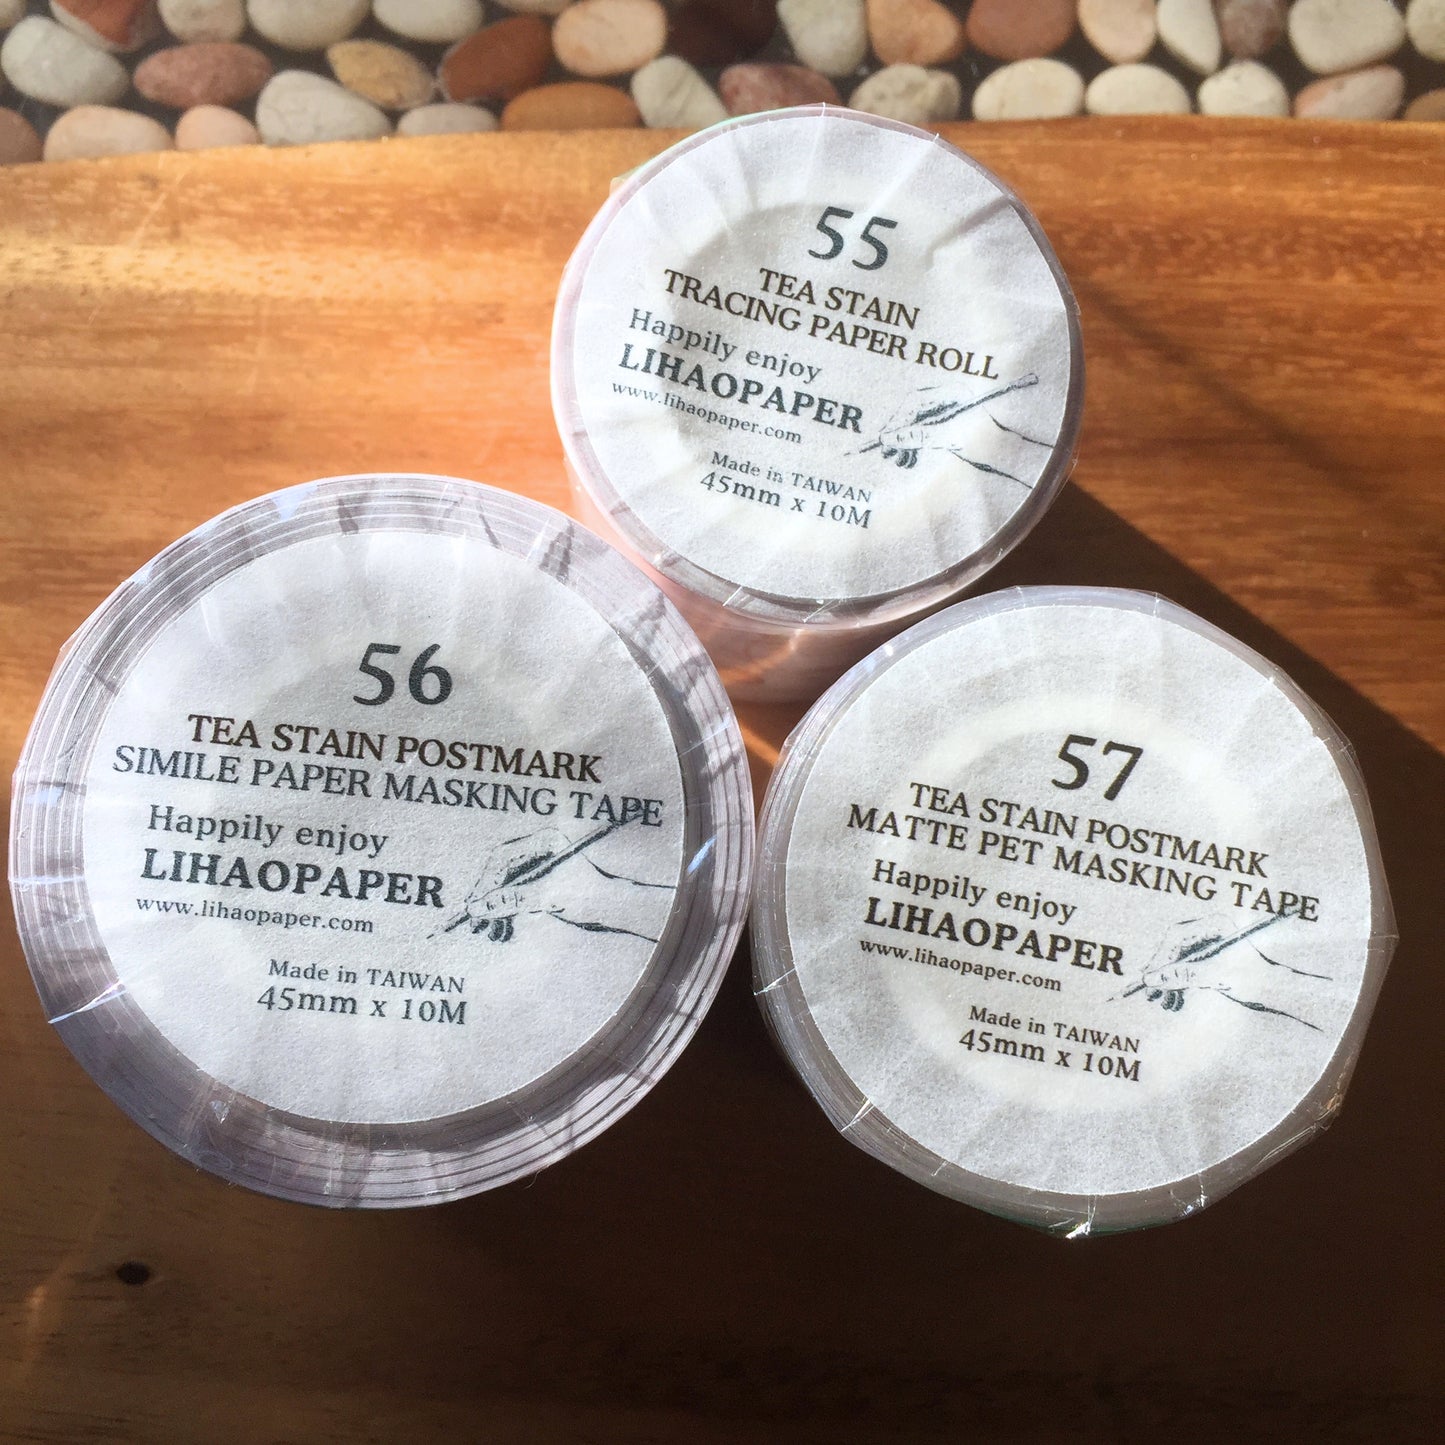 55
TEA STAIN
TRACING PAPER ROLL
Happily enjoy
LIHAOPAPER
www.lihaopaper.com
Made in TAIWAN
45mm x 10M
56
TEA STAIN POSTMARK
SIMILE PAPER MASKING TAPE
Happily enjoy
LIHAOPAPER
www.lihaopaper.com
Made in TAIWAN
45mm x 10M
57
TEA STAIN POSTMARK
MATTE PET MASKING TAPE
Happily enjoy
LIHAOPAPER
www.lihaopaper.com
Made in TAIWAN
45mm x 10M